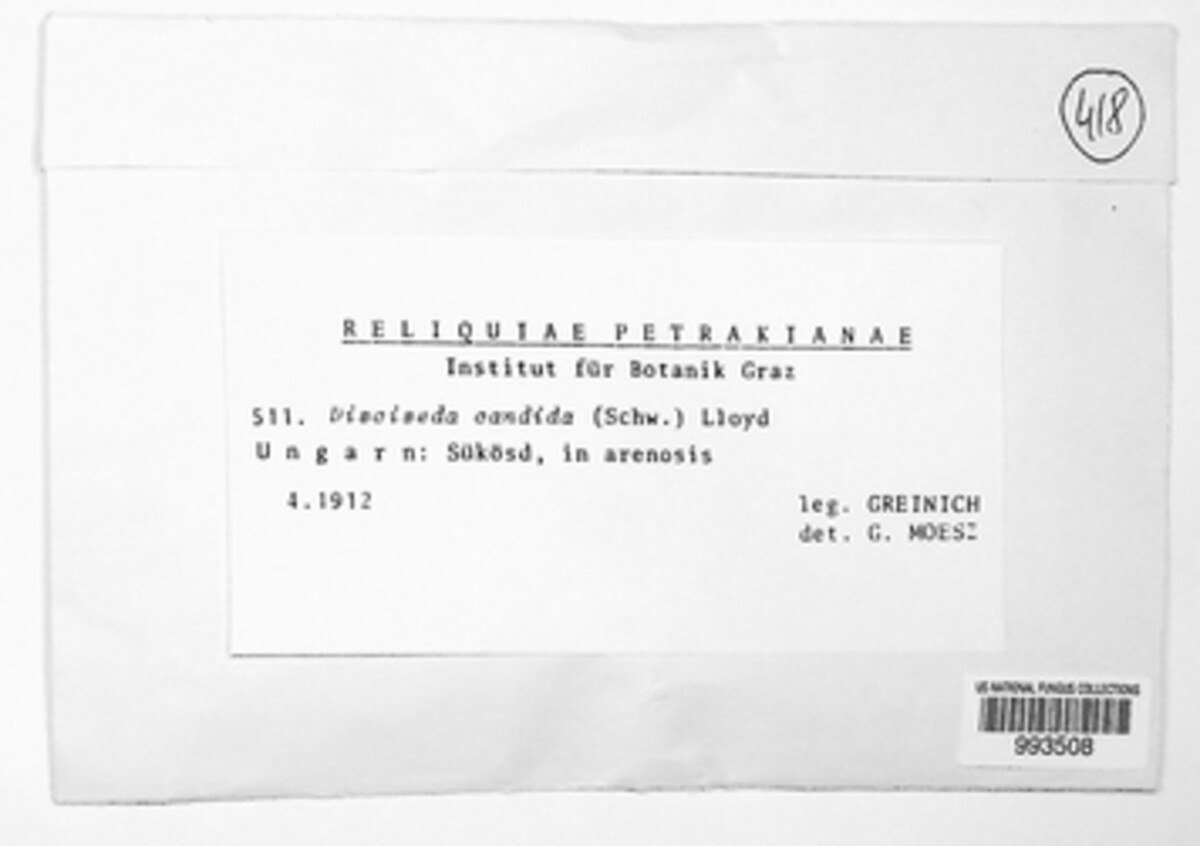 418
RELIQUIAE PETRAKIANAE
Institut für Botanik Graz
511. Disciseda candida (Schw.) Lloyd
Ungarn: Sükösd, in arenosis
4.1912
leg. GREINICH
det. G. MOESZ
US NATIONAL FUNGUS COLLECTIONS
993508